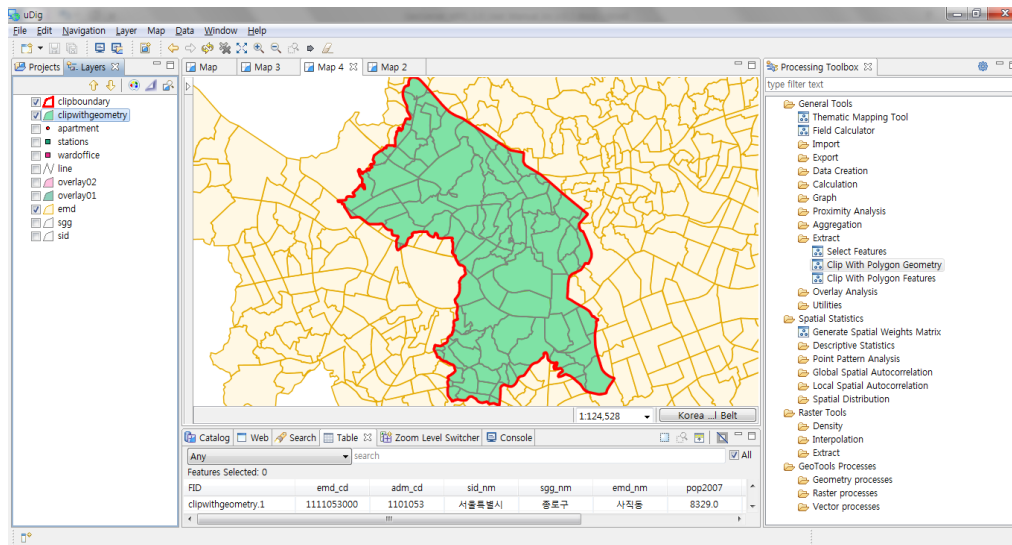 uDig
File Edit Navigation Layer Map Data Window Help
Projects Layers
clipboundary
clipwithgeometry
apartment
stations
wardoffice
line
overlay02
overlay01
emd
sgg
sid
Map Map 3 Map 4 Map 2
1:124,528 Korea ...l Belt
Catalog Web Search Table Zoom Level Switcher Console
Any search All
Features Selected: 0
FID emd_cd adm_cd sid_nm sgg_nm emd_nm pop2007
clipwithgeometry.1 1111053000 1101053 서울특별시 종로구 사직동 8329.0
Processing Toolbox
type filter text
General Tools
Thematic Mapping Tool
Field Calculator
Import
Export
Data Creation
Calculation
Graph
Proximity Analysis
Aggregation
Extract
Select Features
Clip With Polygon Geometry
Clip With Polygon Features
Overlay Analysis
Utilities
Spatial Statistics
Generate Spatial Weights Matrix
Descriptive Statistics
Point Pattern Analysis
Global Spatial Autocorrelation
Local Spatial Autocorrelation
Spatial Distribution
Raster Tools
Density
Interpolation
Extract
GeoTools Processes
Geometry processes
Raster processes
Vector processes